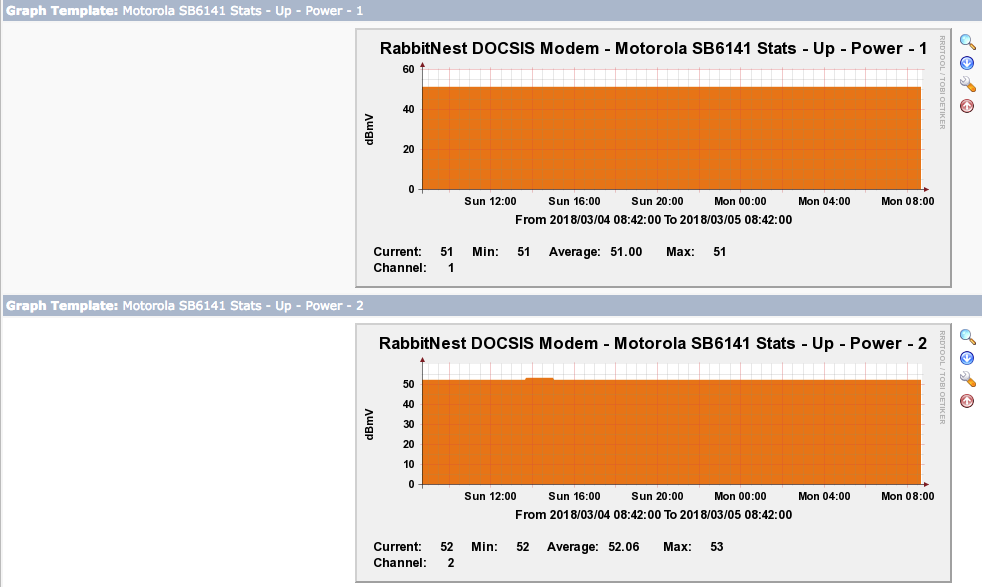 Graph Template: Motorola SB6141 Stats - Up - Power - 1
RabbitNest DOCSIS Modem - Motorola SB6141 Stats - Up - Power - 1
RRDTOOL / TOBI OETIKER
dBmV
60
40
20
0
Sun 12:00 Sun 16:00 Sun 20:00 Mon 00:00 Mon 04:00 Mon 08:00
From 2018/03/04 08:42:00 To 2018/03/05 08:42:00
Current: 51 Min: 51 Average: 51.00 Max: 51
Channel: 1
Graph Template: Motorola SB6141 Stats - Up - Power - 2
RabbitNest DOCSIS Modem - Motorola SB6141 Stats - Up - Power - 2
RRDTOOL / TOBI OETIKER
dBmV
50
40
30
20
10
0
Sun 12:00 Sun 16:00 Sun 20:00 Mon 00:00 Mon 04:00 Mon 08:00
From 2018/03/04 08:42:00 To 2018/03/05 08:42:00
Current: 52 Min: 52 Average: 52.06 Max: 53
Channel: 2